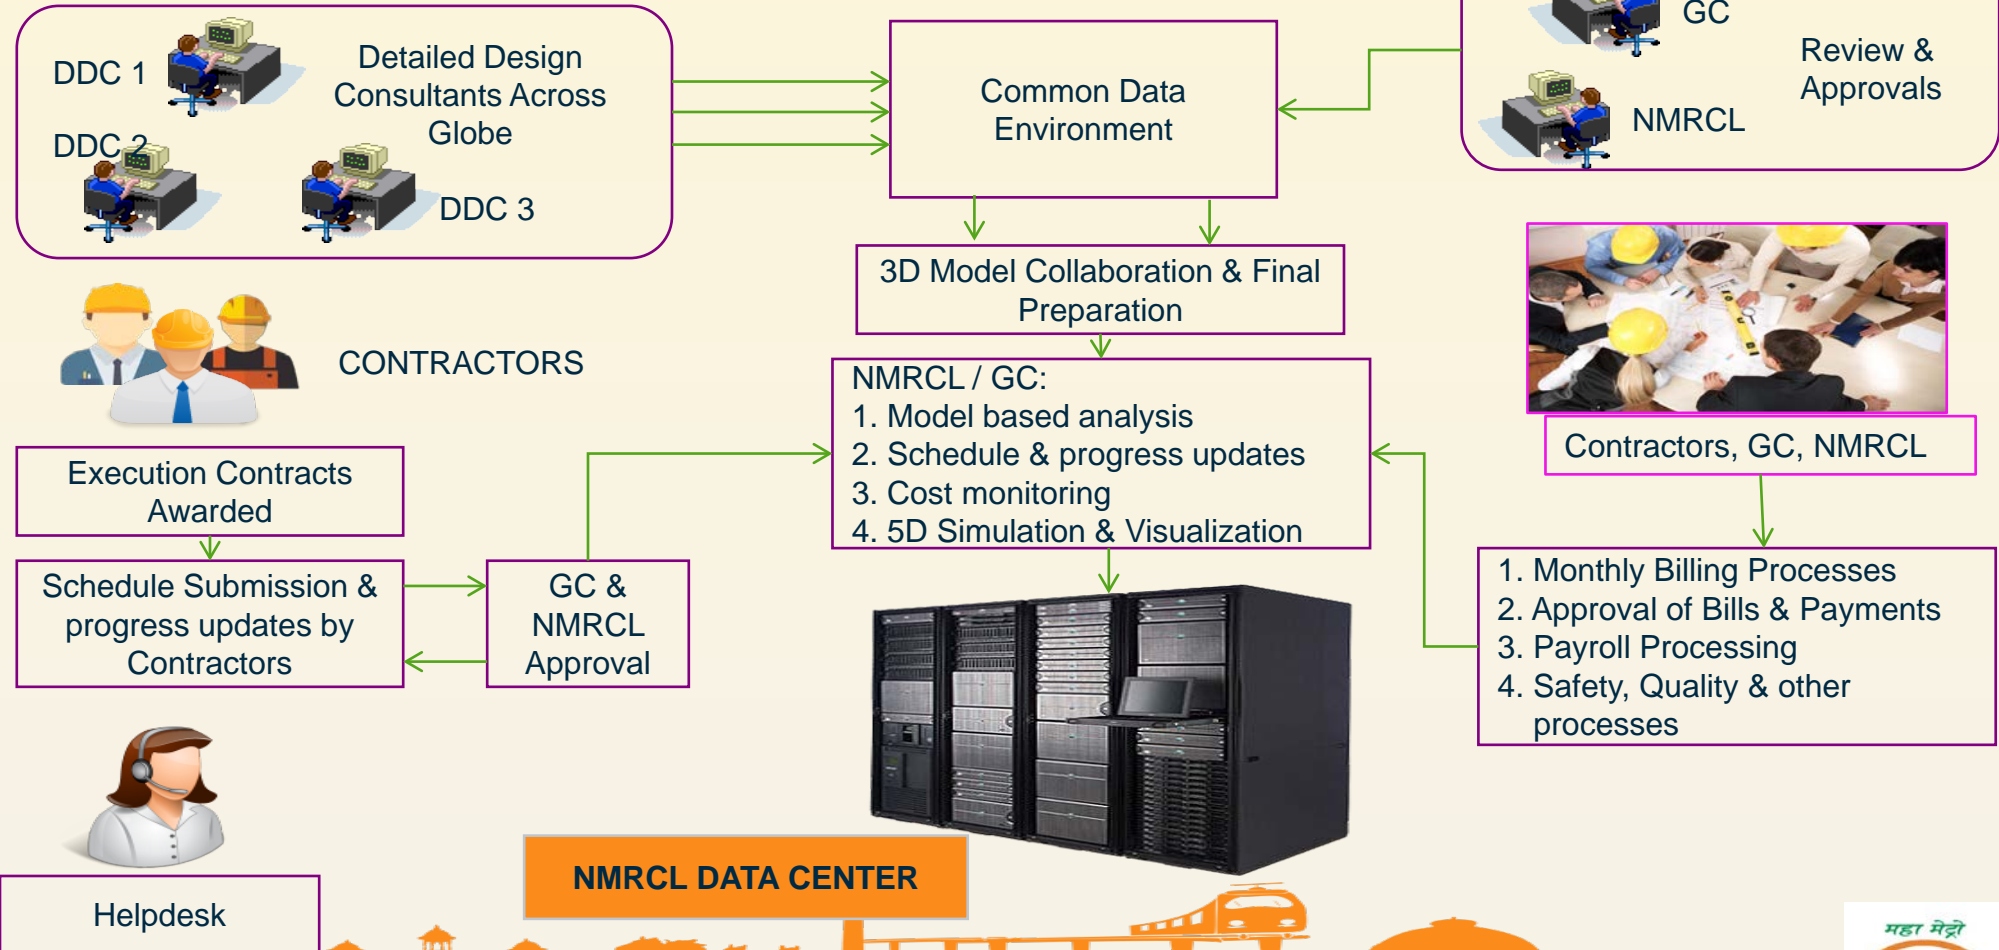 DDC 1
Detailed Design
Consultants Across
Globe
DDC 2
DDC 3
Common Data
Environment
GC
Review &
Approvals
NMRCL
3D Model Collaboration & Final
Preparation
CONTRACTORS
NMRCL / GC:
1. Model based analysis
2. Schedule & progress updates
3. Cost monitoring
4. 5D Simulation & Visualization
Contractors, GC, NMRCL
Execution Contracts
Awarded
Schedule Submission &
progress updates by
Contractors
GC &
NMRCL
Approval
1. Monthly Billing Processes
2. Approval of Bills & Payments
3. Payroll Processing
4. Safety, Quality & other
processes
NMRCL DATA CENTER
Helpdesk
महा मेट्रो